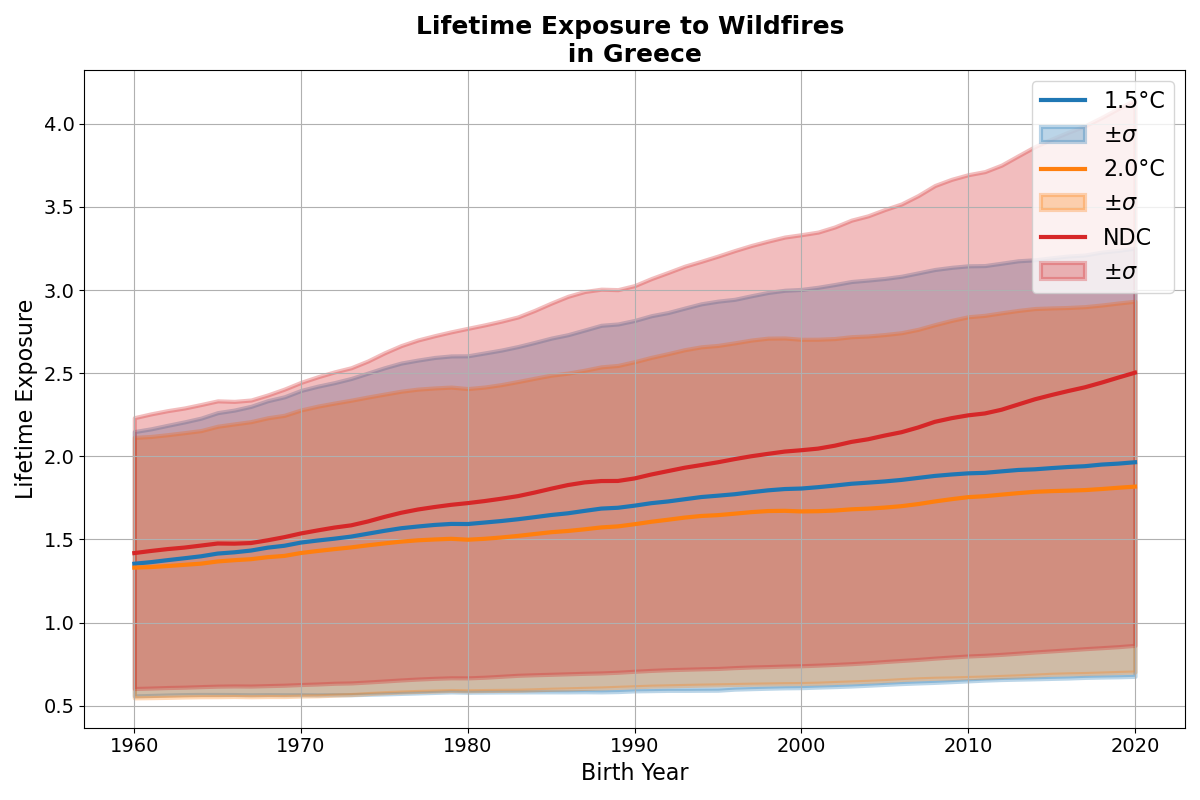 Lifetime Exposure to Wildfires
in Greece
1.5°C
±σ
2.0°C
±σ
NDC
±σ
Lifetime Exposure
4.0
3.5
3.0
2.5
2.0
1.5
1.0
0.5
1960 1970 1980 1990 2000 2010 2020
Birth Year